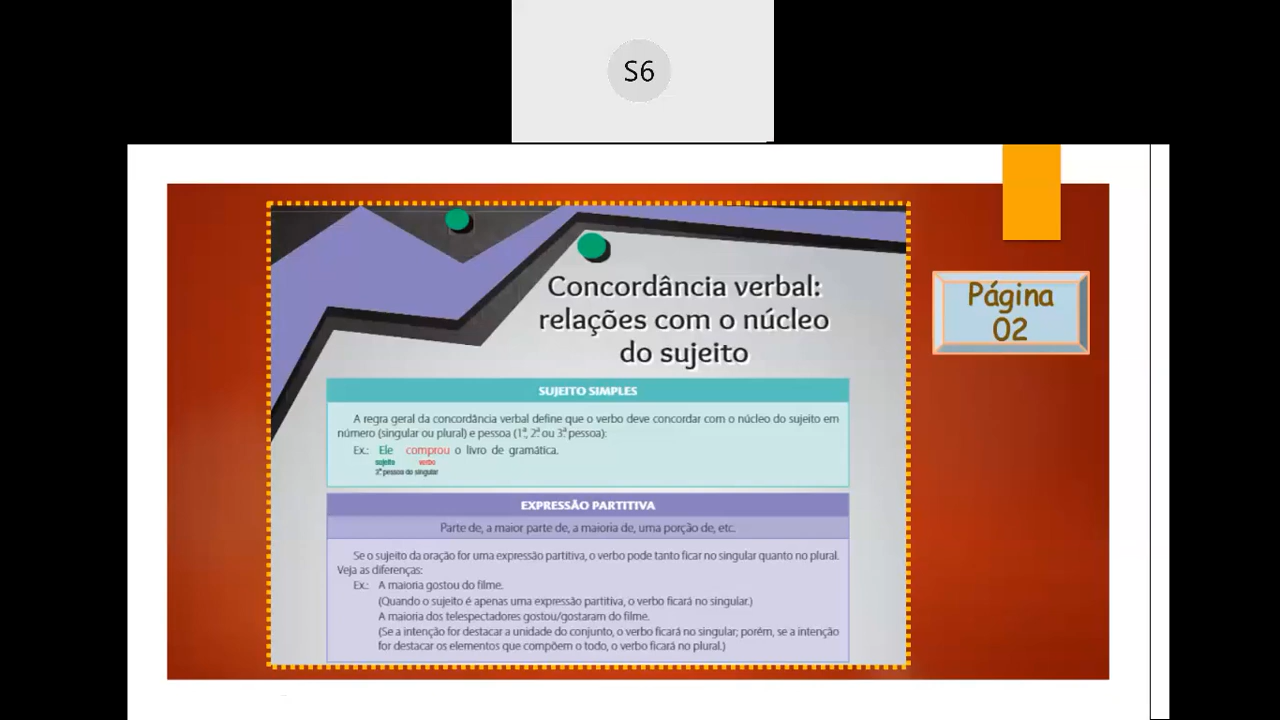 S6
Concordância verbal:
relações com o núcleo
do sujeito
Página
02
SUJEITO SIMPLES
A regra geral da concordância verbal define que o verbo deve concordar com o núcleo do sujeito em
número (singular ou plural) e pessoa (1ª, 2ª ou 3ª pessoa):
Ex.: Ele comprou o livro de gramática.
sujeito verbo
3ª pessoa do singular
EXPRESSÃO PARTITIVA
Parte de, a maior parte de, a maioria de, uma porção de, etc.
Se o sujeito da oração for uma expressão partitiva, o verbo pode tanto ficar no singular quanto no plural.
Veja as diferenças:
Ex.: A maioria gostou do filme.
(Quando o sujeito é apenas uma expressão partitiva, o verbo ficará no singular.)
A maioria dos telespectadores gostou/gostaram do filme.
(Se a intenção for destacar a unidade do conjunto, o verbo ficará no singular; porém, se a intenção
for destacar os elementos que compõem o todo, o verbo ficará no plural.)